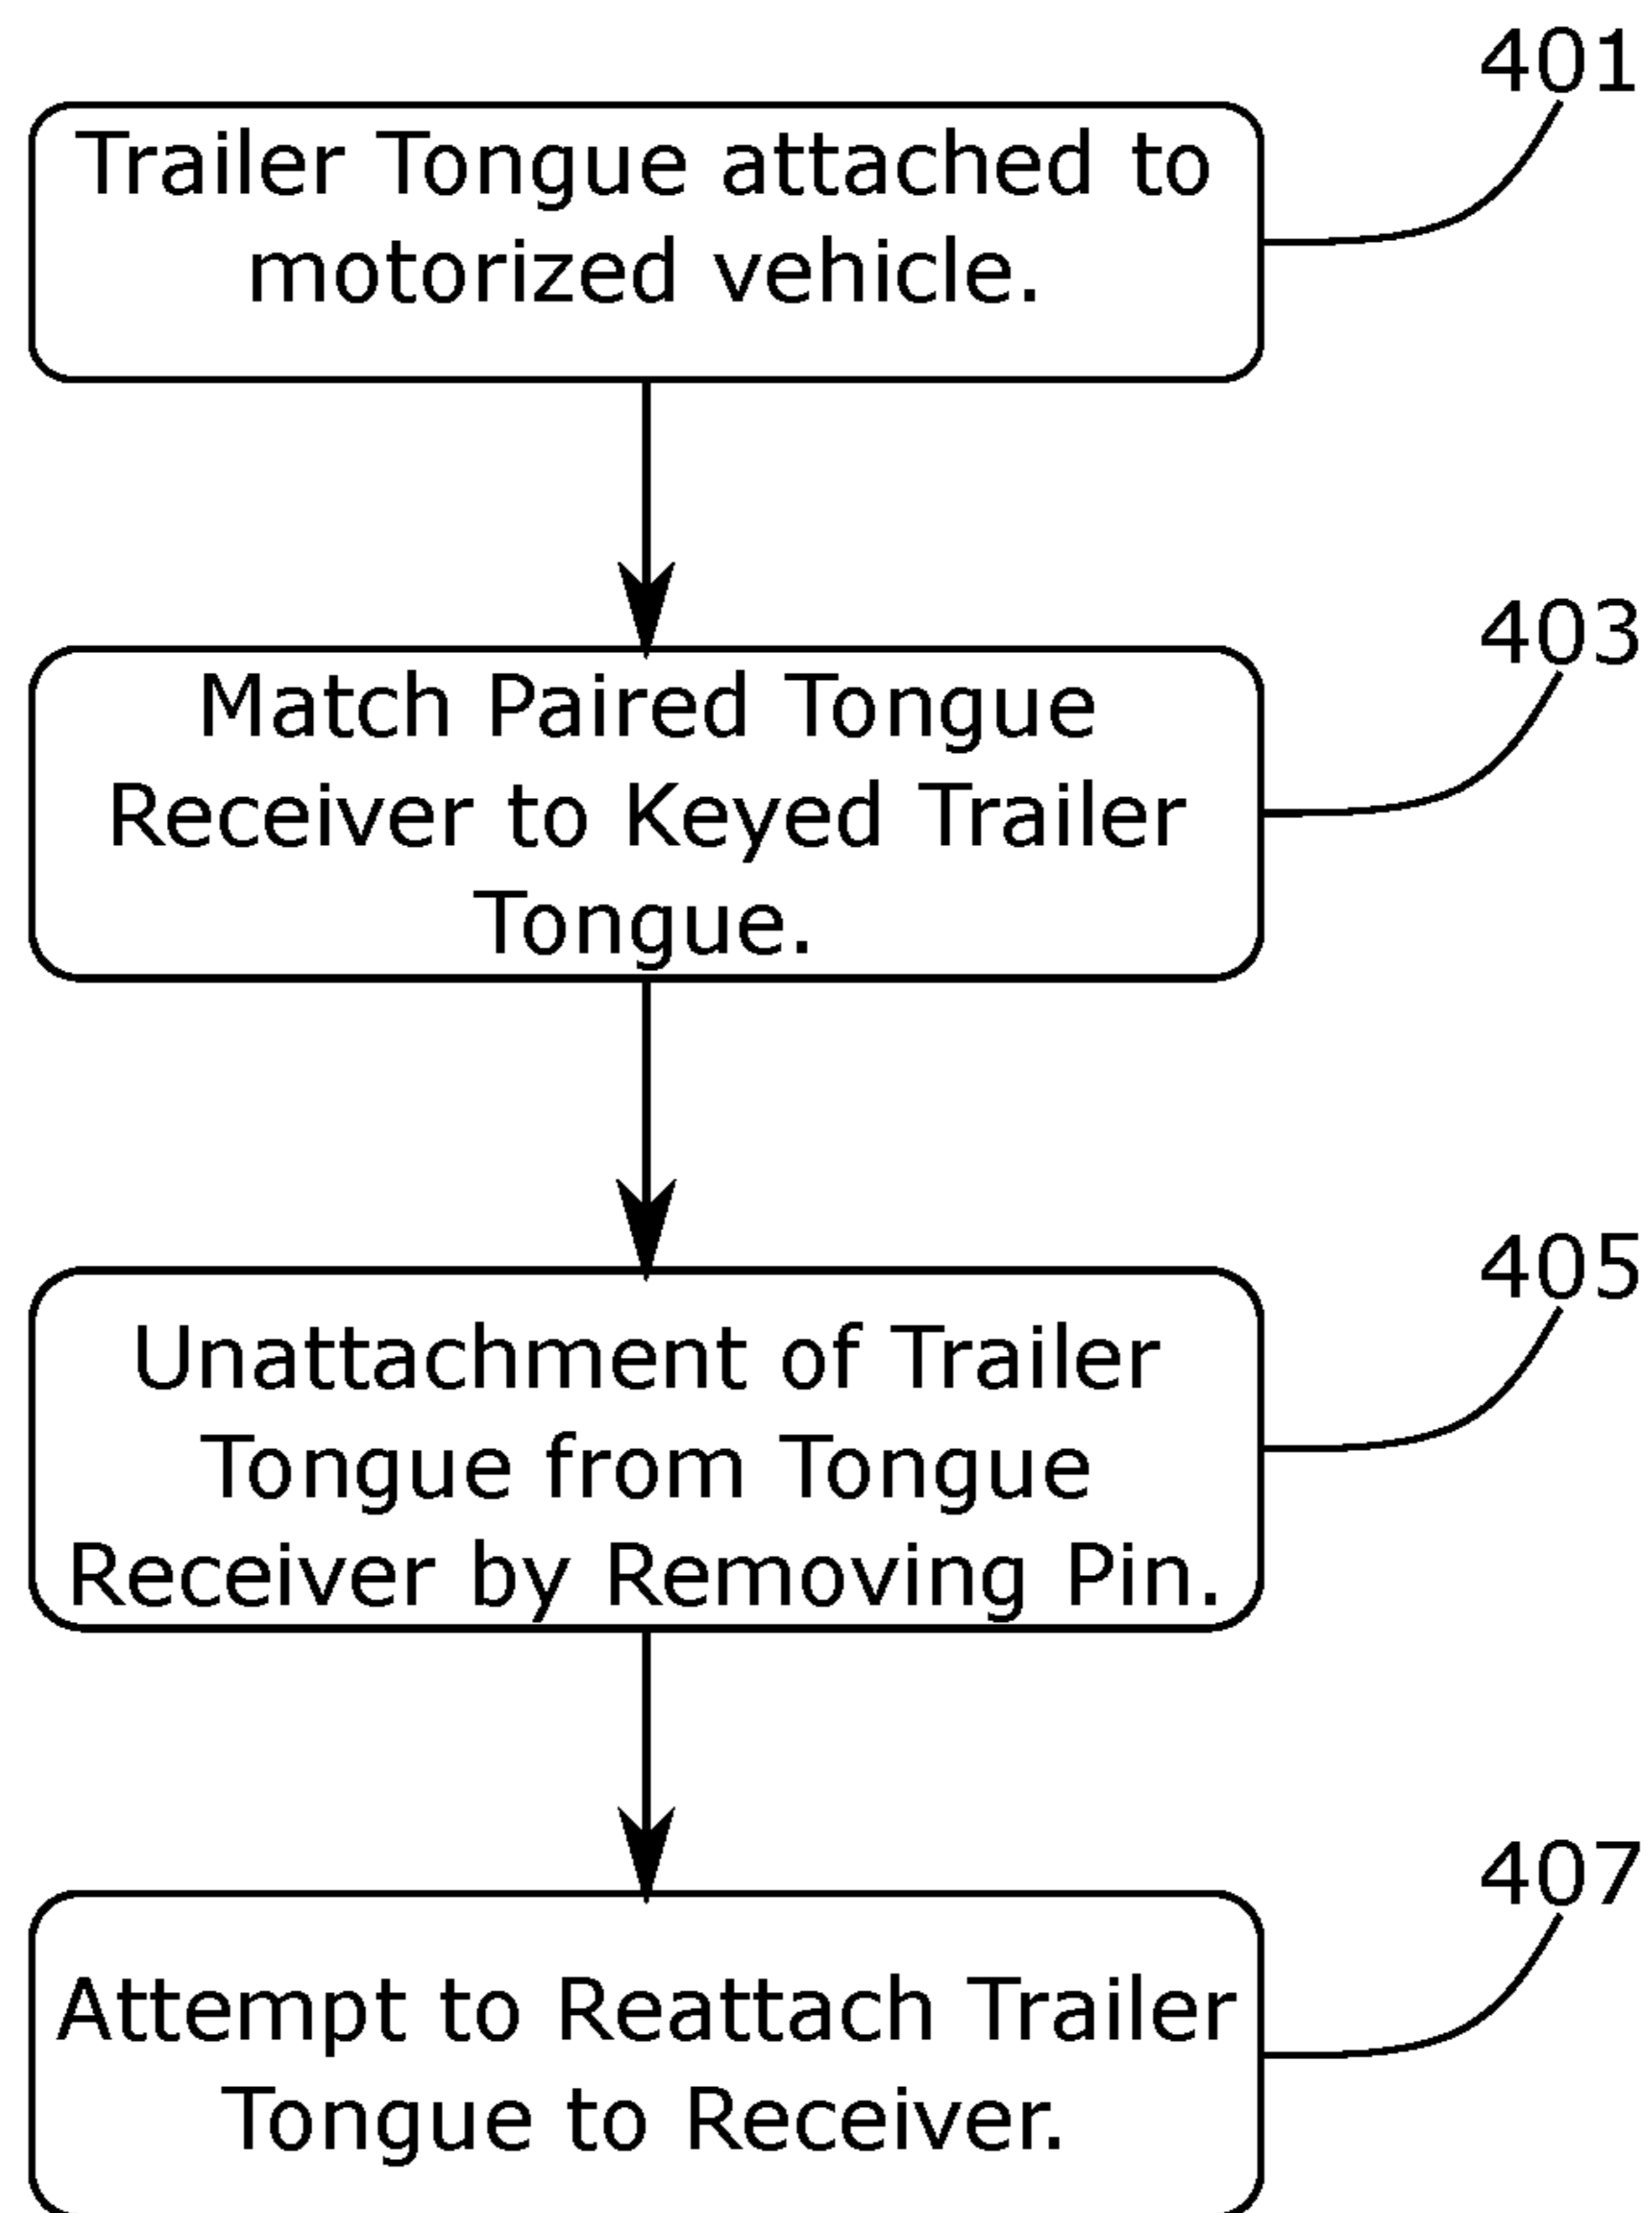 401
Trailer Tongue attached to
motorized vehicle.
403
Match Paired Tongue
Receiver to Keyed Trailer
Tongue.
405
Unattachment of Trailer
Tongue from Tongue
Receiver by Removing Pin.
407
Attempt to Reattach Trailer
Tongue to Receiver.